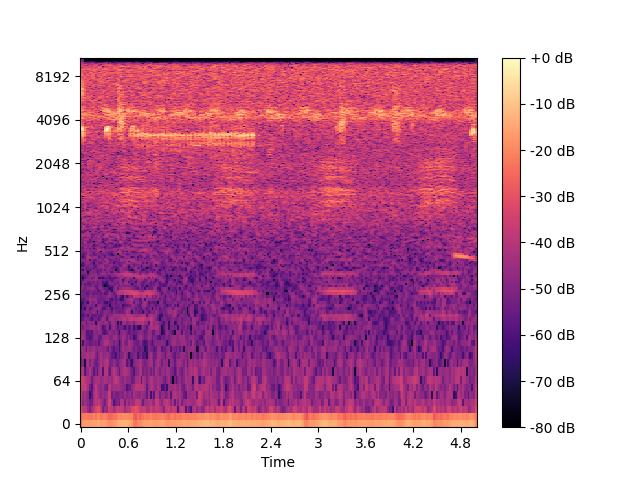 8192
4096
2048
1024
512
256
128
64
0
Hz
0 0.6 1.2 1.8 2.4 3 3.6 4.2 4.8
Time
+0 dB
-10 dB
-20 dB
-30 dB
-40 dB
-50 dB
-60 dB
-70 dB
-80 dB